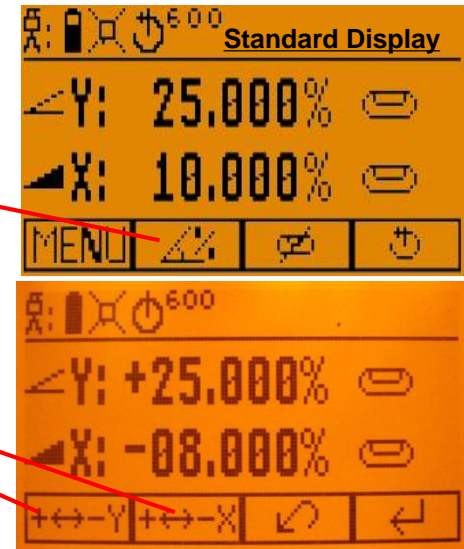 600
Standard Display
Y: 25.000%
X: 10.000%
MENU %
600
Y: +25.000%
X: -08.000%
+↔-Y +↔-X